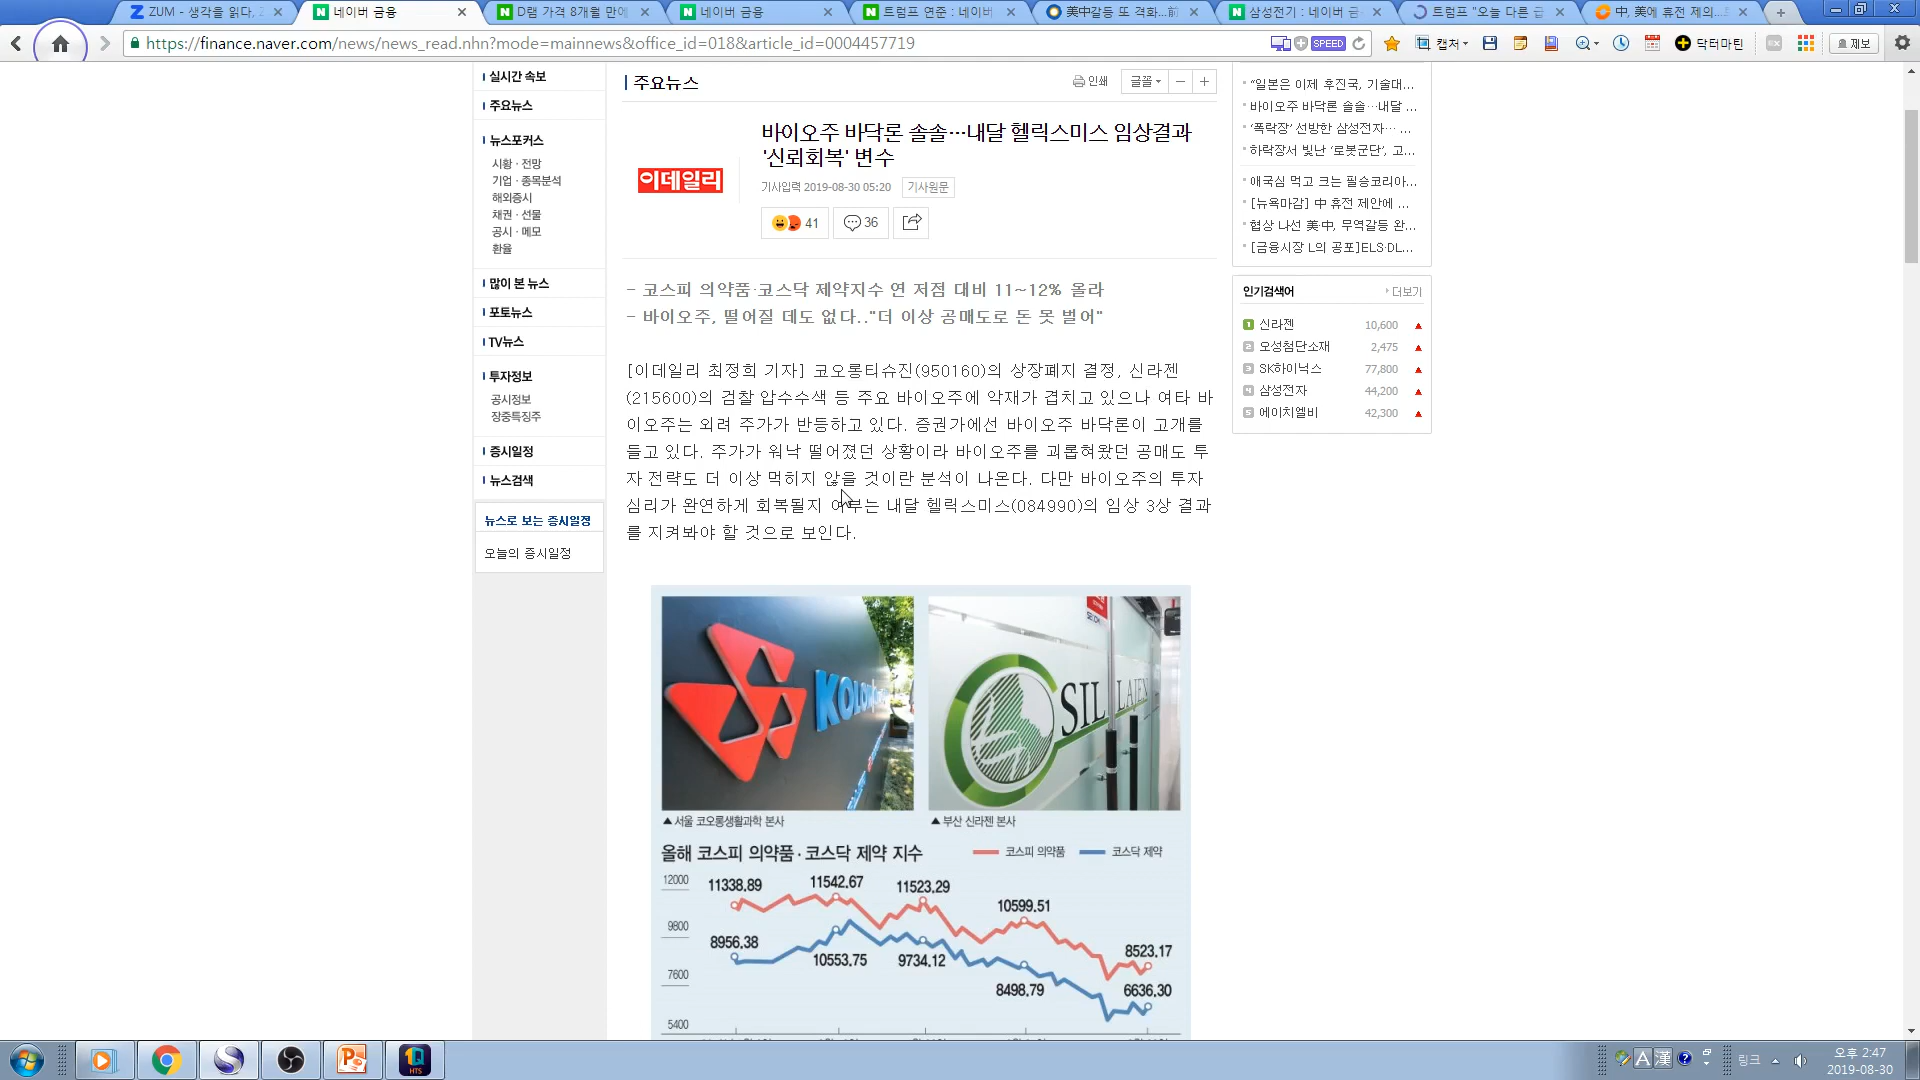 ZUM - 생각을 읽다, Z
네이버 금융
D램 가격 8개월 만에
네이버 금융
트럼프 연준 : 네이버
美中갈등 또 격화…前
삼성전기 : 네이버 금
트럼프 "오늘 다른 급
中, 美에 휴전 제의...
https://finance.naver.com/news/news_read.nhn?mode=mainnews&office_id=018&article_id=0004457719
SPEED
캡처
닥터마틴
제보
실시간 속보
주요뉴스
뉴스포커스
시황·전망
기업·종목분석
해외증시
채권·선물
공시·메모
환율
많이 본 뉴스
포토뉴스
TV뉴스
투자정보
공시정보
장중특징주
증시일정
뉴스검색
뉴스로 보는 증시일정
오늘의 증시일정
주요뉴스
인쇄
글꼴
이데일리
바이오주 바닥론 솔솔…내달 헬릭스미스 임상결과
'신뢰회복' 변수
기사입력 2019-08-30 05:20
기사원문
41
36
- 코스피 의약품·코스닥 제약지수 연 저점 대비 11~12% 올라
- 바이오주, 떨어질 데도 없다.."더 이상 공매도로 돈 못 벌어"
[이데일리 최정희 기자] 코오롱티슈진(950160)의 상장폐지 결정, 신라젠
(215600)의 검찰 압수수색 등 주요 바이오주에 악재가 겹치고 있으나 여타 바
이오주는 외려 주가가 반등하고 있다. 증권가에선 바이오주 바닥론이 고개를
들고 있다. 주가가 워낙 떨어졌던 상황이라 바이오주를 괴롭혀왔던 공매도 투
자 전략도 더 이상 먹히지 않을 것이란 분석이 나온다. 다만 바이오주의 투자
심리가 완연하게 회복될지 여부는 내달 헬릭스미스(084990)의 임상 3상 결과
를 지켜봐야 할 것으로 보인다.
KOLON
SILLAJEN
▲서울 코오롱생활과학 본사
▲부산 신라젠 본사
올해 코스피 의약품·코스닥 제약 지수
코스피 의약품
코스닥 제약
12000
9800
7600
5400
11338.89
11542.67
11523.29
10599.51
8523.17
8956.38
10553.75
9734.12
8498.79
6636.30
“일본은 이제 후진국, 기술대...
바이오주 바닥론 솔솔…내달 ...
‘폭락장’ 선방한 삼성전자… ...
하락장서 빛난 ‘로봇군단’, 고...
애국심 먹고 크는 필승코리아...
[뉴욕마감] 中 휴전 제안에 ...
협상 나선 美·中, 무역갈등 완...
[금융시장 L의 공포]ELS·DL...
인기검색어
더보기
1 신라젠 10,600 ▲
2 오성첨단소재 2,475 ▲
3 SK하이닉스 77,800 ▲
4 삼성전자 44,200 ▲
5 에이치엘비 42,300 ▲
HTS
A
漢
링크
오후 2:47
2019-08-30